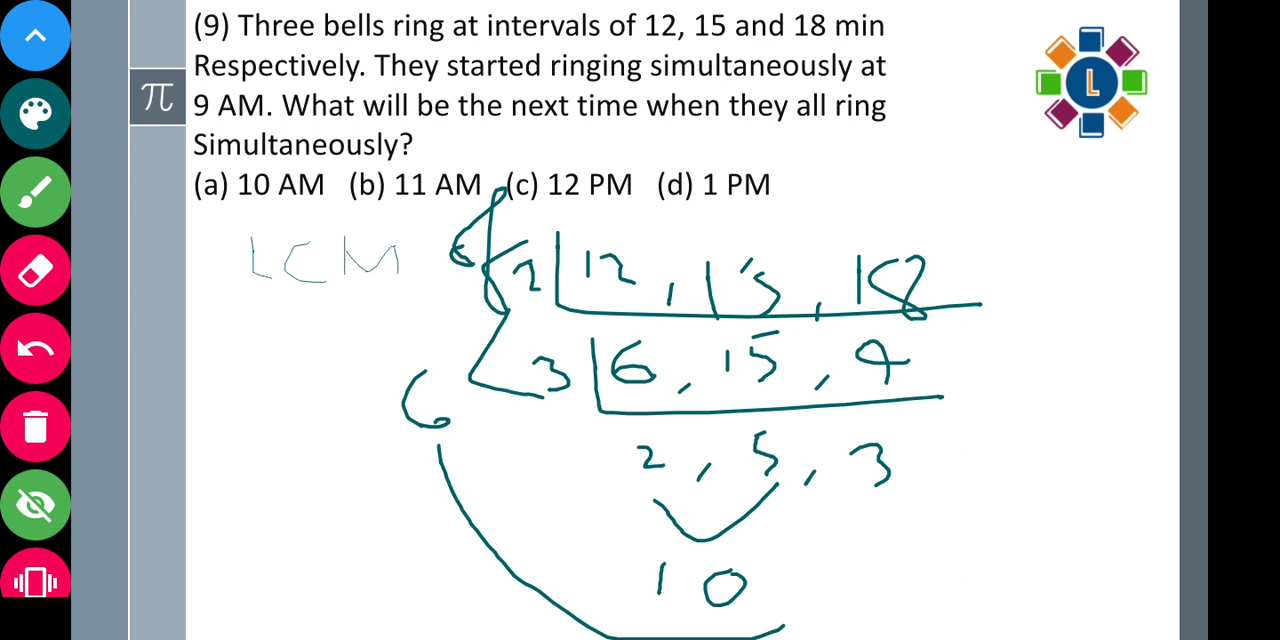 (9) Three bells ring at intervals of 12, 15 and 18 min
Respectively. They started ringing simultaneously at
π
9 AM. What will be the next time when they all ring
Simultaneously?
(a) 10 AM (b) 11 AM (c) 12 PM (d) 1 PM
L
LCM
2 12, 15, 18
3 6, 15, 9
6
2, 5, 3
10